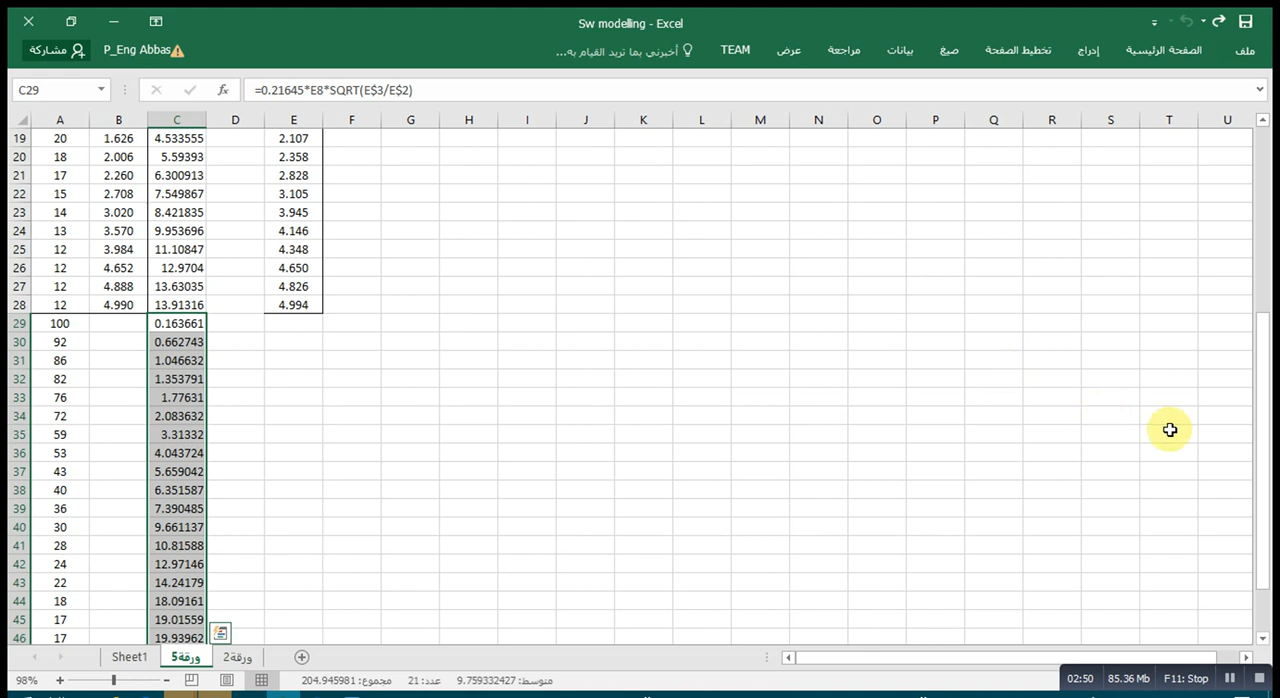 Sw modelling - Excel
مشاركة P_Eng Abbas أخبرني بما تريد القيام به... TEAM عرض مراجعة بيانات صيغ تخطيط الصفحة إدراج الصفحة الرئيسية ملف
C29 fx =0.21645*E8*SQRT(E$3/E$2)
A B C D E F G H I J K L M N O P Q R S T U
19 20 1.626 4.533555 2.107
20 18 2.006 5.59393 2.358
21 17 2.260 6.300913 2.828
22 15 2.708 7.549867 3.105
23 14 3.020 8.421835 3.945
24 13 3.570 9.953696 4.146
25 12 3.984 11.10847 4.348
26 12 4.652 12.9704 4.650
27 12 4.888 13.63035 4.826
28 12 4.990 13.91316 4.994
29 100 0.163661
30 92 0.662743
31 86 1.046632
32 82 1.353791
33 76 1.77631
34 72 2.083632
35 59 3.31332
36 53 4.043724
37 43 5.659042
38 40 6.351587
39 36 7.390485
40 30 9.661137
41 28 10.81588
42 24 12.97146
43 22 14.24179
44 18 18.09161
45 17 19.01559
46 17 19.93962
Sheet1 ورقة5 ورقة2
98% متوسط: 9.759332427 عدد: 21 مجموع: 204.945981 02:50 85.36 Mb F11: Stop